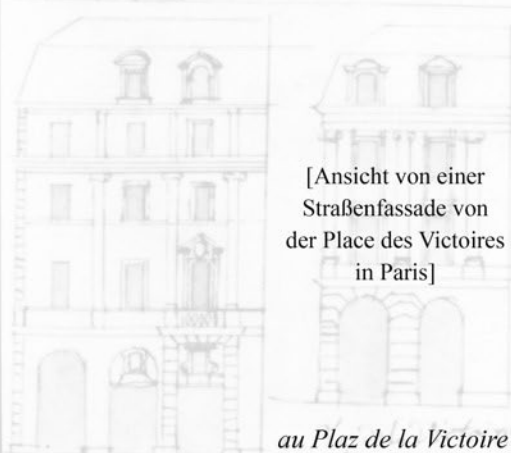 [Ansicht von einer
Straßenfassade von
der Place des Victoires
in Paris]
au Plaz de la Victoire